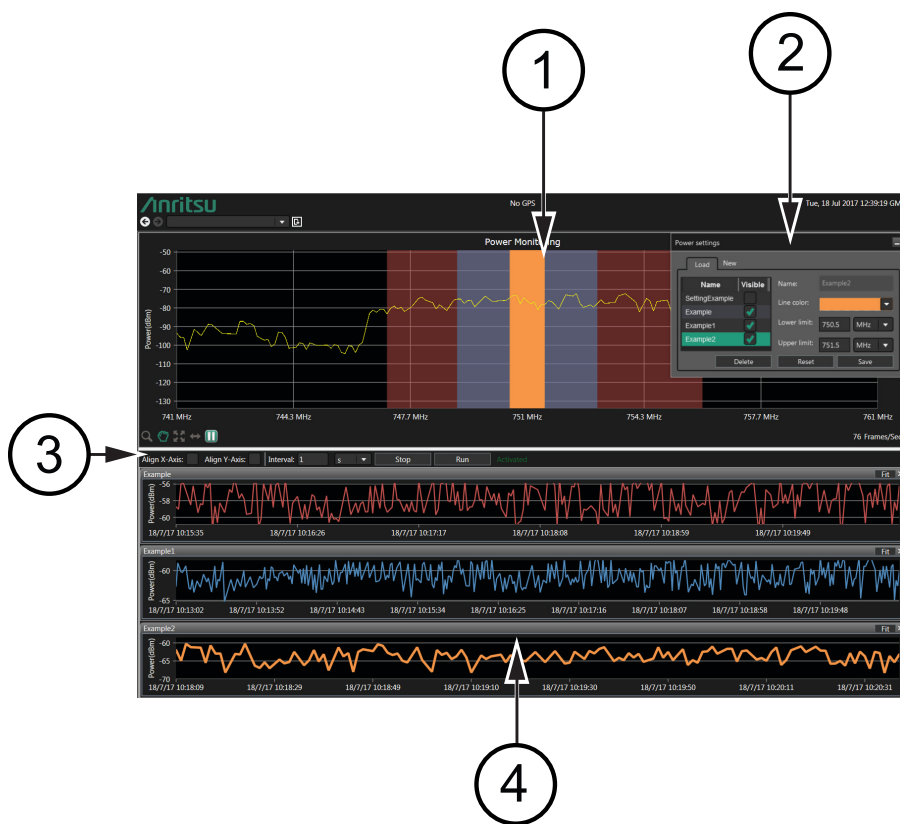 1
2
Anritsu
No GPS
Tue, 18 Jul 2017 12:39:19 GM
Power Monitoring
Power settings
Load New
Name Visible
SettingExample
Example
Example1
Example2
Delete
Name: Example2
Line color:
Lower limit: 750.5 MHz
Upper limit: 751.5 MHz
Reset Save
Power(dBm)
-50
-60
-70
-80
-90
-100
-110
-120
-130
741 MHz 744.3 MHz 747.7 MHz 751 MHz 754.3 MHz 757.7 MHz 761 MHz
76 Frames/Sec
3
Align X-Axis: Align Y-Axis: Interval: 1 s Stop Run Activated
Example Fit
Power(dBm)
-56
-58
-60
18/7/17 10:15:35 18/7/17 10:16:26 18/7/17 10:17:17 18/7/17 10:18:08 18/7/17 10:18:59 18/7/17 10:19:49
Example1 Fit
Power(dBm)
-60
-65
18/7/17 10:13:02 18/7/17 10:13:52 18/7/17 10:14:43 18/7/17 10:15:34 18/7/17 10:16:25 18/7/17 10:17:16 18/7/17 10:18:07 18/7/17 10:18:58 18/7/17 10:19:48
Example2 Fit
Power(dBm)
-60
-65
-70
18/7/17 10:18:09 18/7/17 10:18:29 18/7/17 10:18:49 18/7/17 10:19:10 18/7/17 10:19:30 18/7/17 10:19:50 18/7/17 10:20:11 18/7/17 10:20:31
4